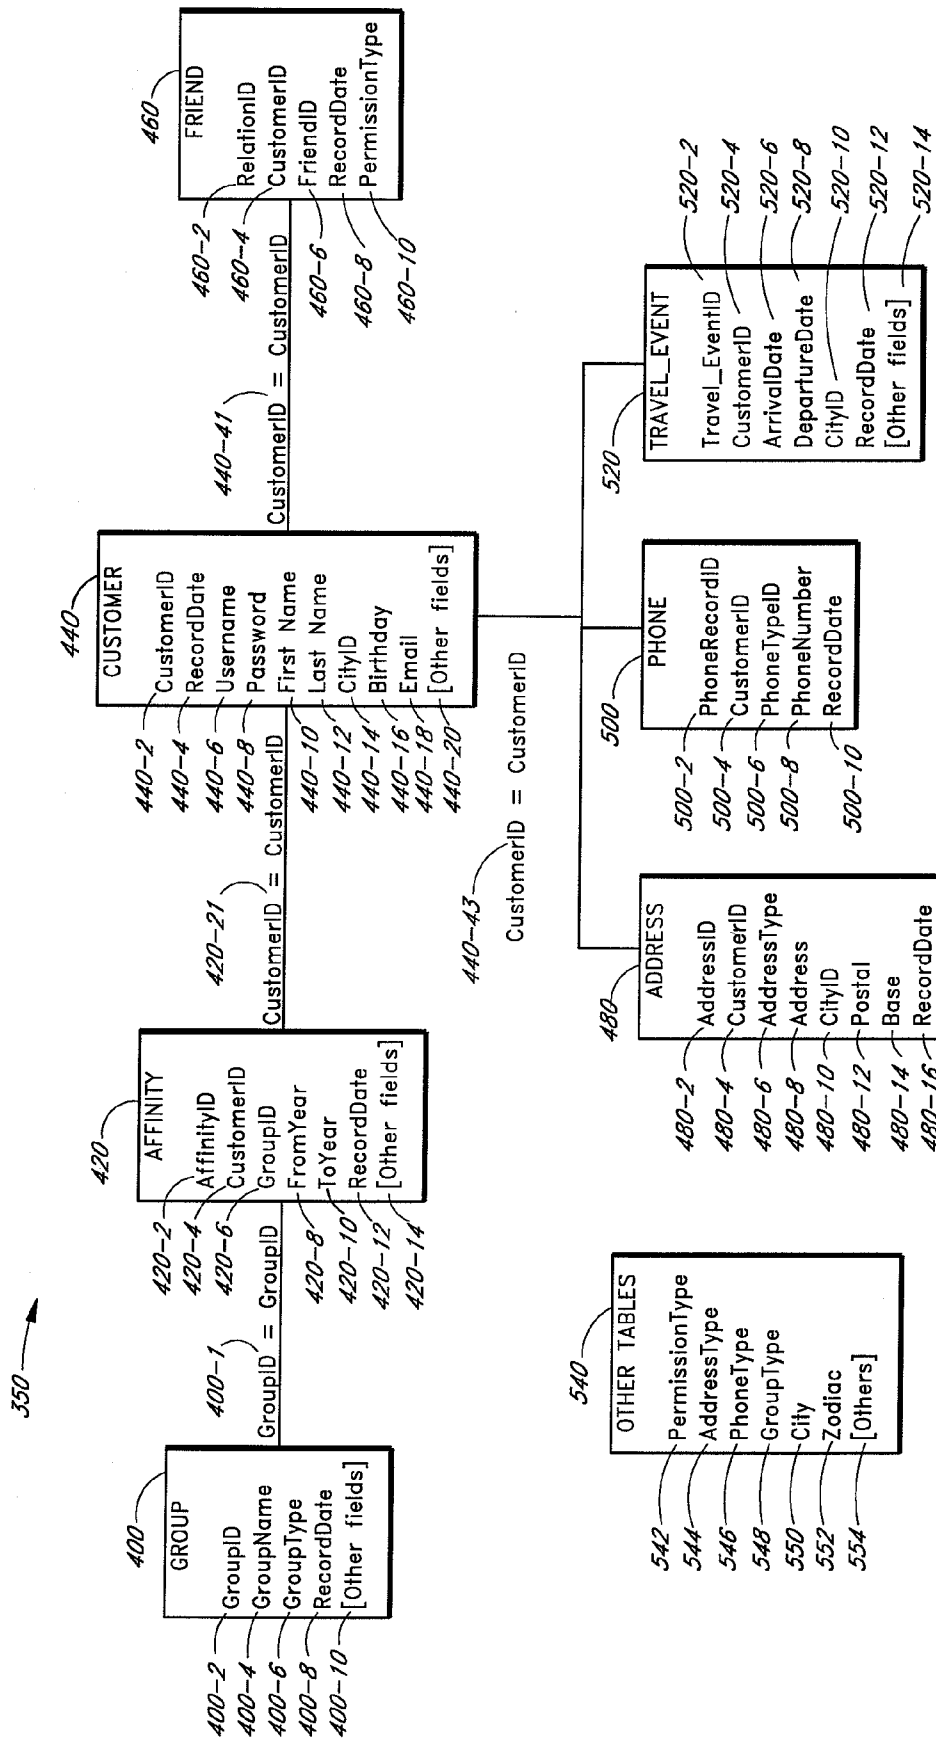 350
400
GROUP
400-2 GroupID
400-4 GroupName
400-6 GroupType
400-8 RecordDate
400-10 [Other fields]
400-1
GroupID = GroupID
420
AFFINITY
420-2 AffinityID
420-4 CustomerID
420-6 GroupID
420-8 FromYear
420-10 ToYear
420-12 RecordDate
420-14 [Other fields]
420-21
CustomerID = CustomerID
440
CUSTOMER
440-2 CustomerID
440-4 RecordDate
440-6 Username
440-8 Password
440-10 First Name
440-12 Last Name
440-14 CityID
440-16 Birthday
440-18 Email
440-20 [Other fields]
440-41
CustomerID = CustomerID
460
FRIEND
460-2 RelationID
460-4 CustomerID
460-6 FriendID
460-8 RecordDate
460-10 PermissionType
440-43
CustomerID = CustomerID
540
OTHER TABLES
542 PermissionType
544 AddressType
546 PhoneType
548 GroupType
550 City
552 Zodiac
554 [Others]
480
ADDRESS
480-2 AddressID
480-4 CustomerID
480-6 AddressType
480-8 Address
480-10 CityID
480-12 Postal
480-14 Base
480-16 RecordDate
500
PHONE
500-2 PhoneRecordID
500-4 CustomerID
500-6 PhoneTypeID
500-8 PhoneNumber
500-10 RecordDate
520
TRAVEL_EVENT
Travel_EventID 520-2
CustomerID 520-4
ArrivalDate 520-6
DepartureDate 520-8
CityID 520-10
RecordDate 520-12
[Other fields] 520-14